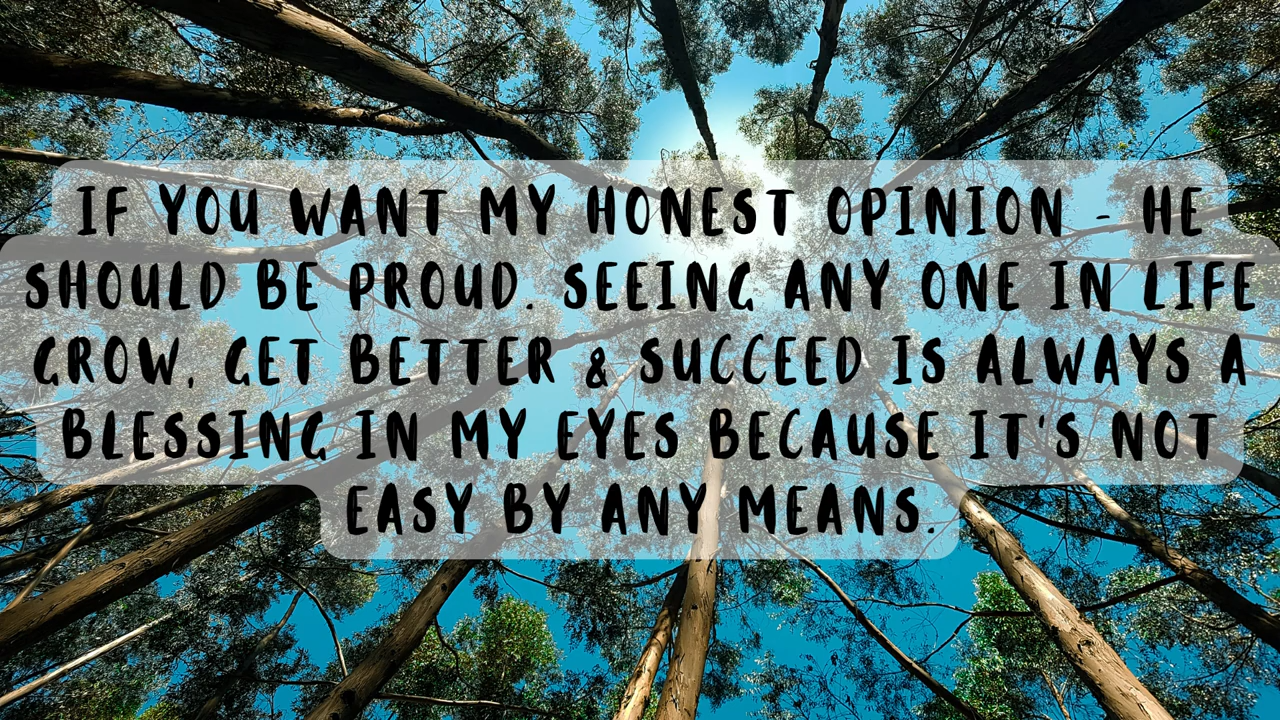 IF YOU WANT MY HONEST OPINION - HE
SHOULD BE PROUD. SEEING ANY ONE IN LIFE
GROW, GET BETTER & SUCCEED IS ALWAYS A
BLESSING IN MY EYES BECAUSE IT'S NOT
EASY BY ANY MEANS.